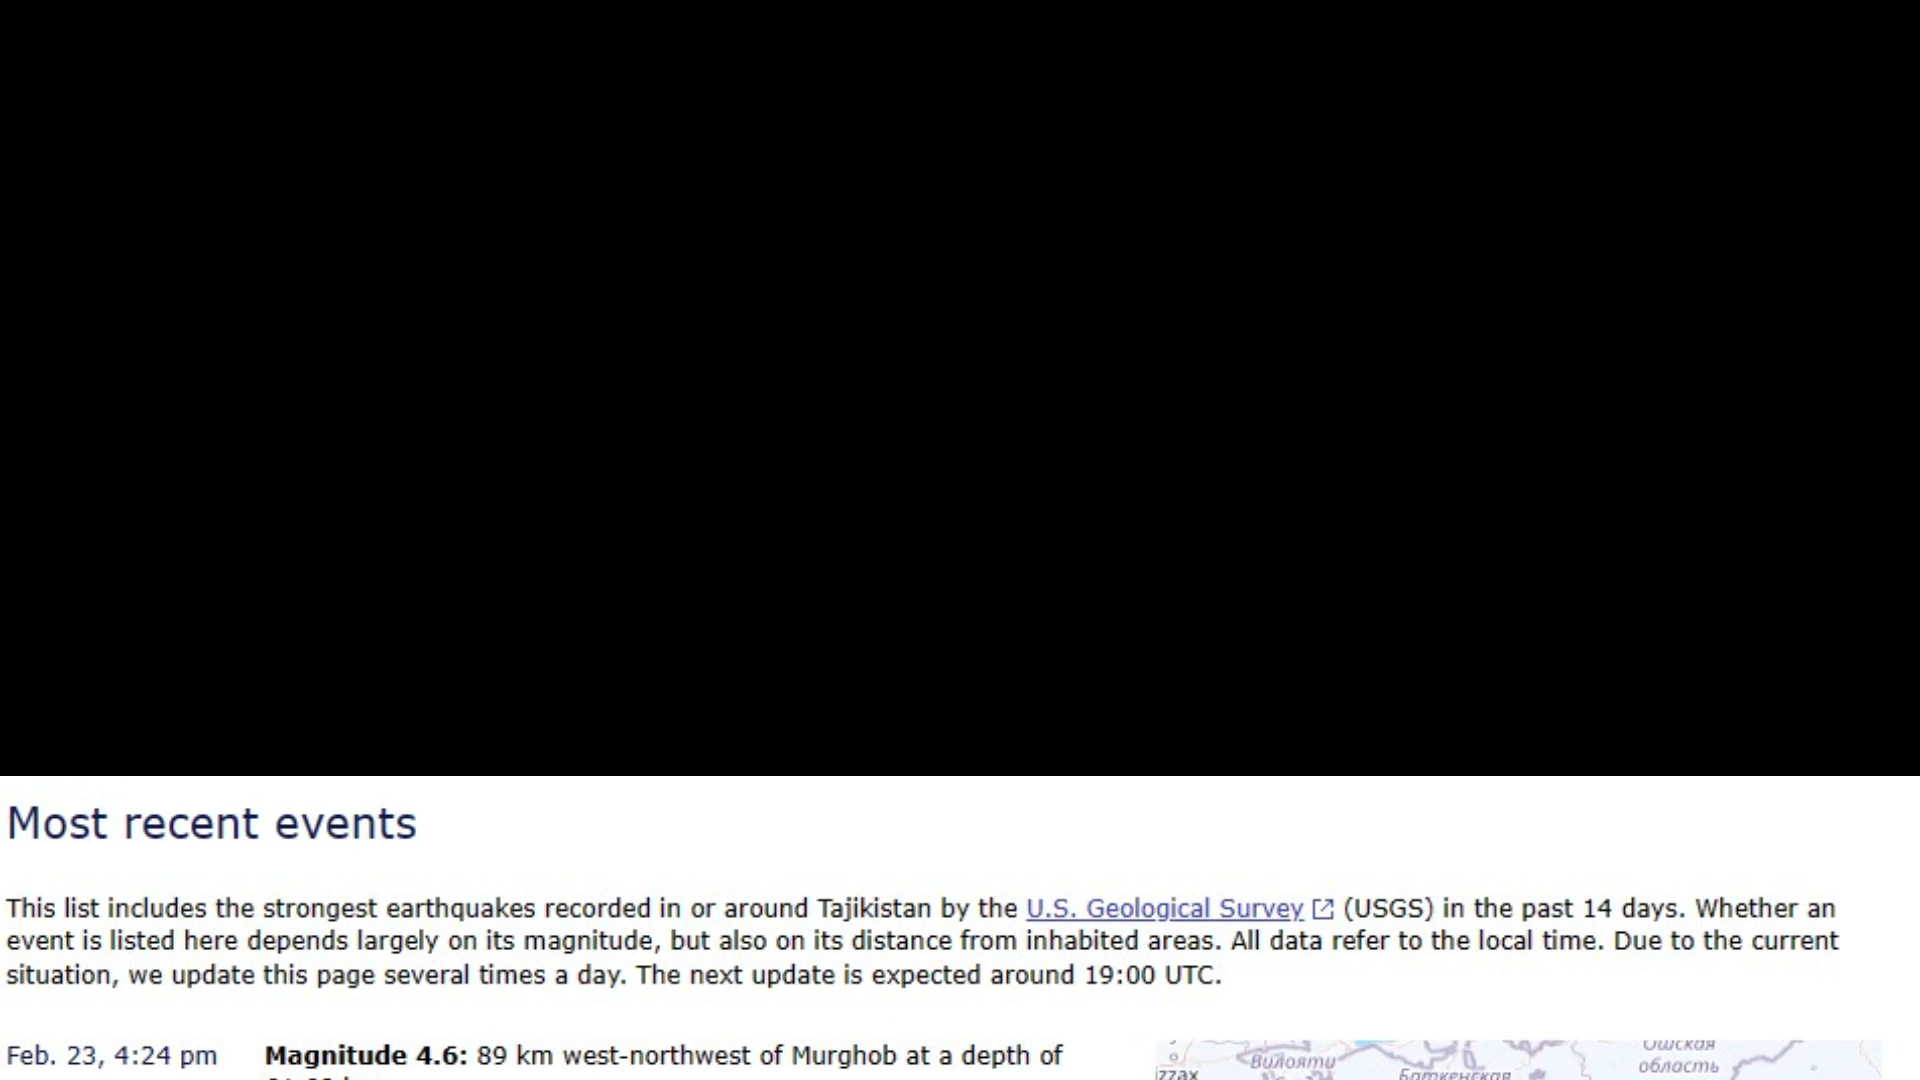 Most recent events
This list includes the strongest earthquakes recorded in or around Tajikistan by the U.S. Geological Survey (USGS) in the past 14 days. Whether an
event is listed here depends largely on its magnitude, but also on its distance from inhabited areas. All data refer to the local time. Due to the current
situation, we update this page several times a day. The next update is expected around 19:00 UTC.
Feb. 23, 4:24 pm
Magnitude 4.6: 89 km west-northwest of Murghob at a depth of
Ошская
область
Вилояти
Баткенская
zzax